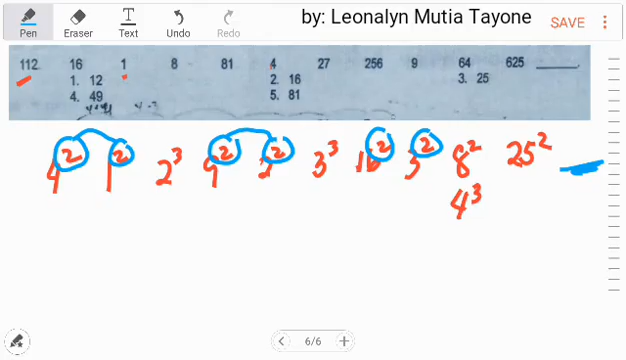 by: Leonalyn Mutia Tayone
SAVE
Pen
Eraser
Text
Undo
Redo
112 16 1 8 81 4 27 256 9 64 625 ______
1. 12 2. 16 3. 25
4. 49 5. 81
4² 1² 2³ 9² 2² 3³ 16² 3² 8² 25²
4³
6/6